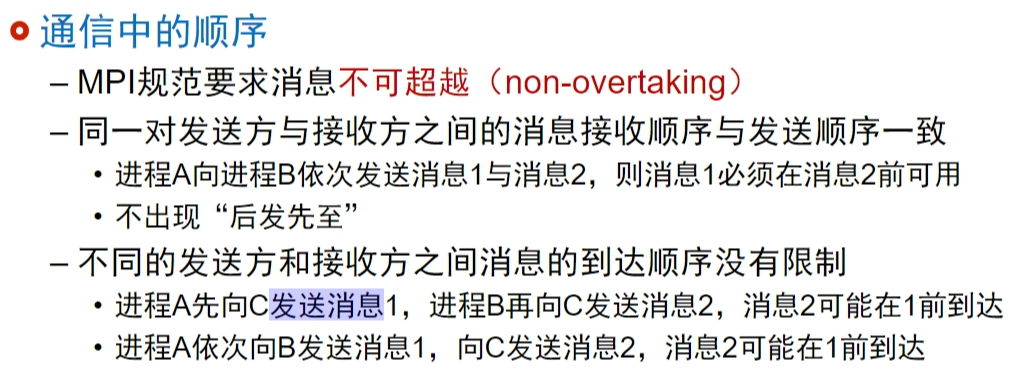 通信中的顺序
– MPI规范要求消息不可超越（non-overtaking）
– 同一对发送方与接收方之间的消息接收顺序与发送顺序一致
• 进程A向进程B依次发送消息1与消息2，则消息1必须在消息2前可用
• 不出现“后发先至”
– 不同的发送方和接收方之间消息的到达顺序没有限制
• 进程A先向C发送消息1，进程B再向C发送消息2，消息2可能在1前到达
• 进程A依次向B发送消息1，向C发送消息2，消息2可能在1前到达